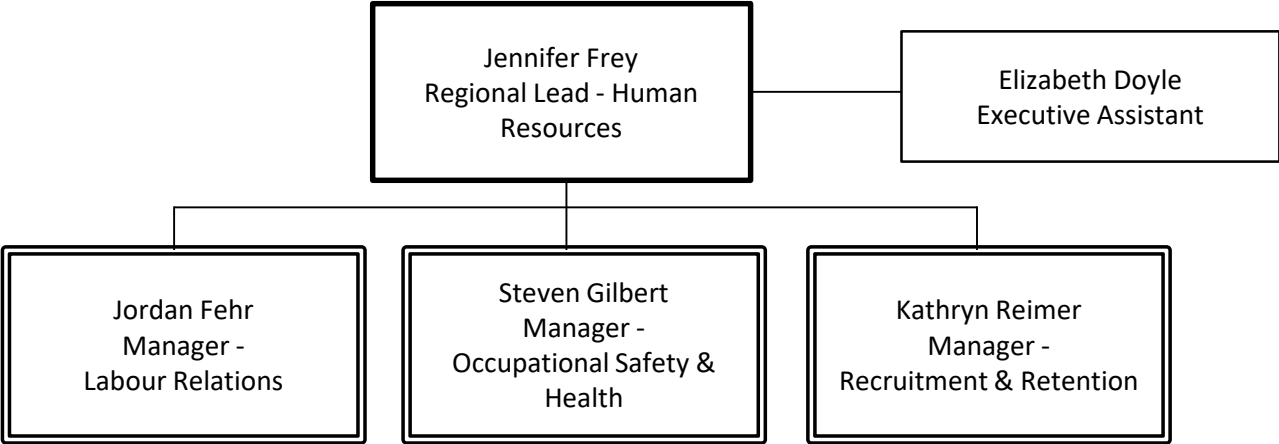 Jennifer Frey
Regional Lead - Human
Resources
Elizabeth Doyle
Executive Assistant
Jordan Fehr
Manager -
Labour Relations
Steven Gilbert
Manager -
Occupational Safety &
Health
Kathryn Reimer
Manager -
Recruitment & Retention